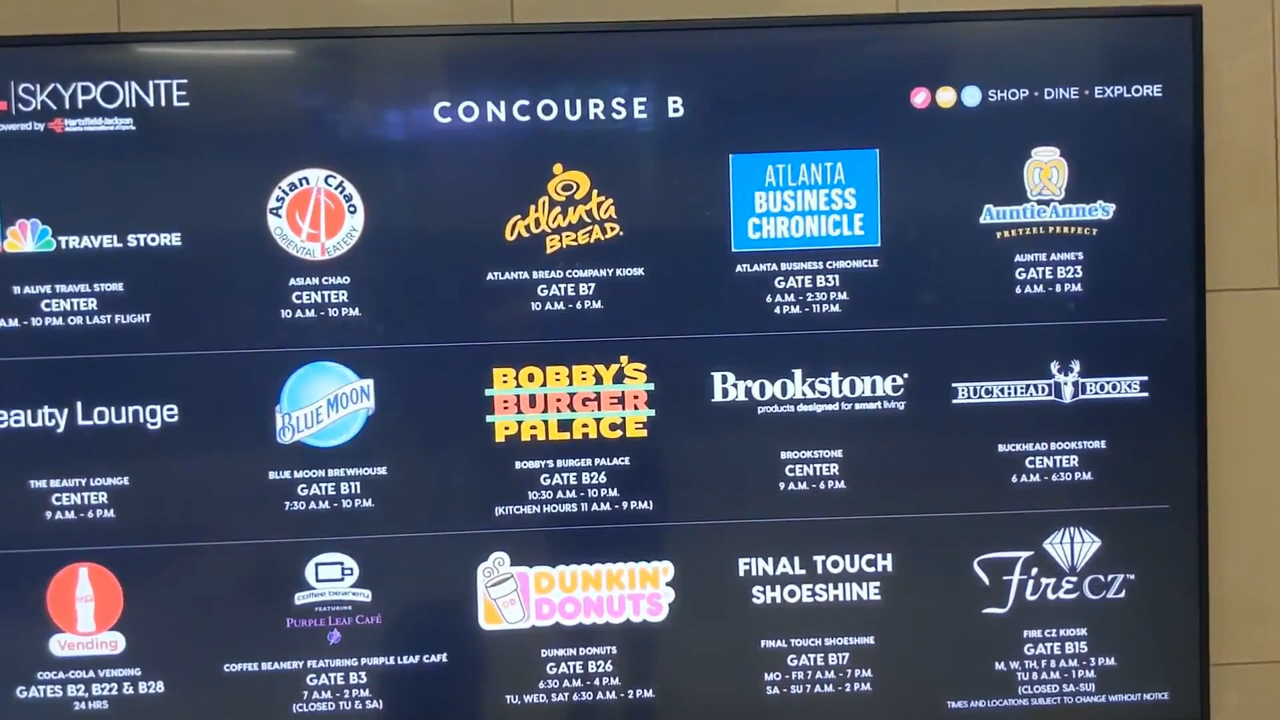 SKYPOINTE
powered by Hartsfield-Jackson
Atlanta International Airport
CONCOURSE B
SHOP • DINE • EXPLORE
TRAVEL STORE
11 ALIVE TRAVEL STORE
CENTER
A.M. - 10 P.M. OR LAST FLIGHT
Asian Chao
ORIENTAL EATERY
ASIAN CHAO
CENTER
10 A.M. - 10 P.M.
atlanta
BREAD.
ATLANTA BREAD COMPANY KIOSK
GATE B7
10 A.M. - 6 P.M.
ATLANTA
BUSINESS
CHRONICLE
ATLANTA BUSINESS CHRONICLE
GATE B31
6 A.M. - 2:30 P.M.
4 P.M. - 11 P.M.
AuntieAnne's
PRETZEL PERFECT
AUNTIE ANNE'S
GATE B23
6 A.M. - 8 P.M.
eauty Lounge
THE BEAUTY LOUNGE
CENTER
9 A.M. - 6 P.M.
BLUE MOON
BLUE MOON BREWHOUSE
GATE B11
7:30 A.M. - 10 P.M.
BOBBY'S
BURGER
PALACE
BOBBY'S BURGER PALACE
GATE B26
10:30 A.M. - 10 P.M.
(KITCHEN HOURS 11 A.M. - 9 P.M.)
Brookstone
products designed for smart living
BROOKSTONE
CENTER
9 A.M. - 6 P.M.
BUCKHEAD BOOKS
BUCKHEAD BOOKSTORE
CENTER
6 A.M. - 6:30 P.M.
Vending
COCA-COLA VENDING
GATES B2, B22 & B28
24 HRS
coffee beanery
FEATURING
PURPLE LEAF CAFÉ
COFFEE BEANERY FEATURING PURPLE LEAF CAFÉ
GATE B3
7 A.M. - 2 P.M.
(CLOSED TU & SA)
DUNKIN'
DONUTS
DD
DUNKIN DONUTS
GATE B26
6:30 A.M. - 4 P.M.
TU, WED, SAT 6:30 A.M. - 2 P.M.
FINAL TOUCH
SHOESHINE
FINAL TOUCH SHOESHINE
GATE B17
MO - FR 7 A.M. - 7 P.M.
SA - SU 7 A.M. - 2 P.M.
FIRE CZ™
FIRE CZ KIOSK
GATE B15
M, W, TH, F 8 A.M. - 3 P.M.
TU 8 A.M. - 1 P.M.
(CLOSED SA-SU)
TIMES AND LOCATIONS SUBJECT TO CHANGE WITHOUT NOTICE